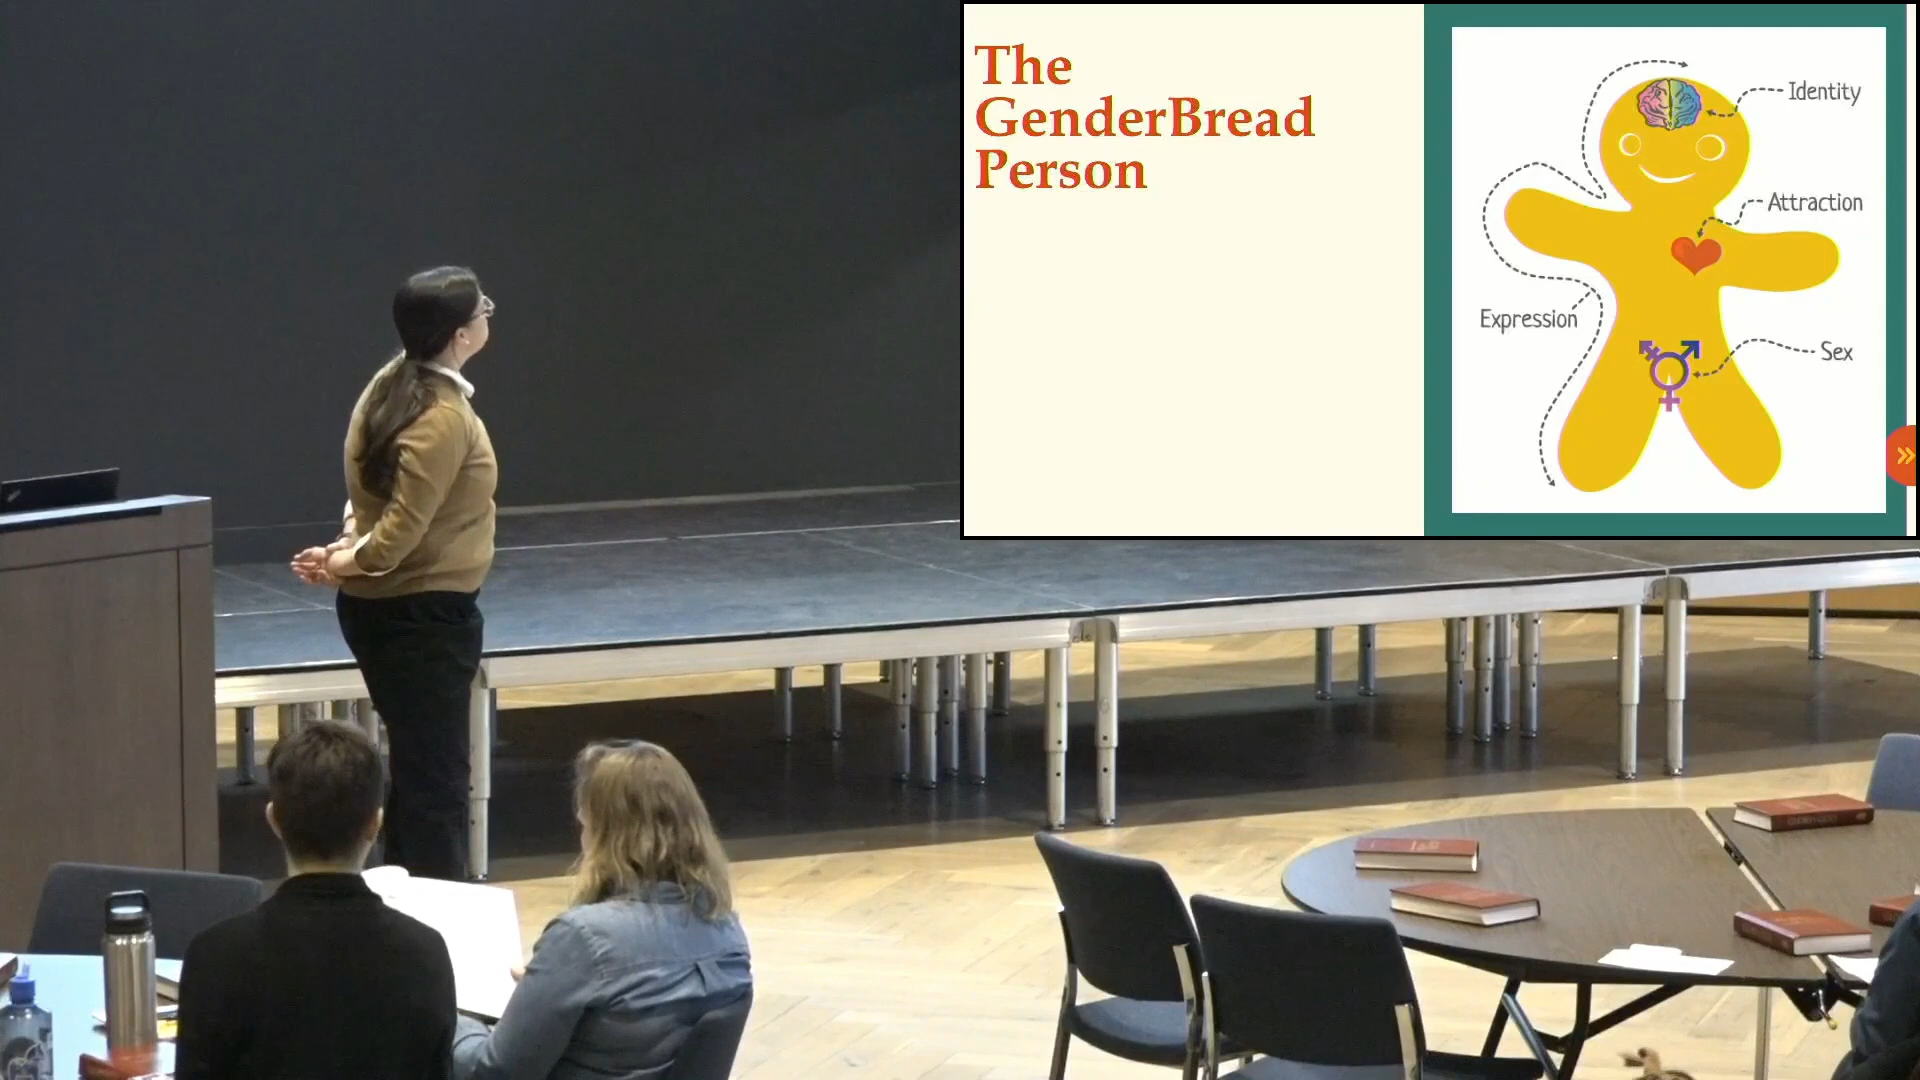 The
GenderBread
Person
Identity
Attraction
Expression
Sex